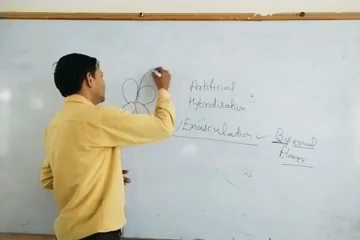 Artificial
Hybridisation :-
Emasculation
Bisexual
Flower